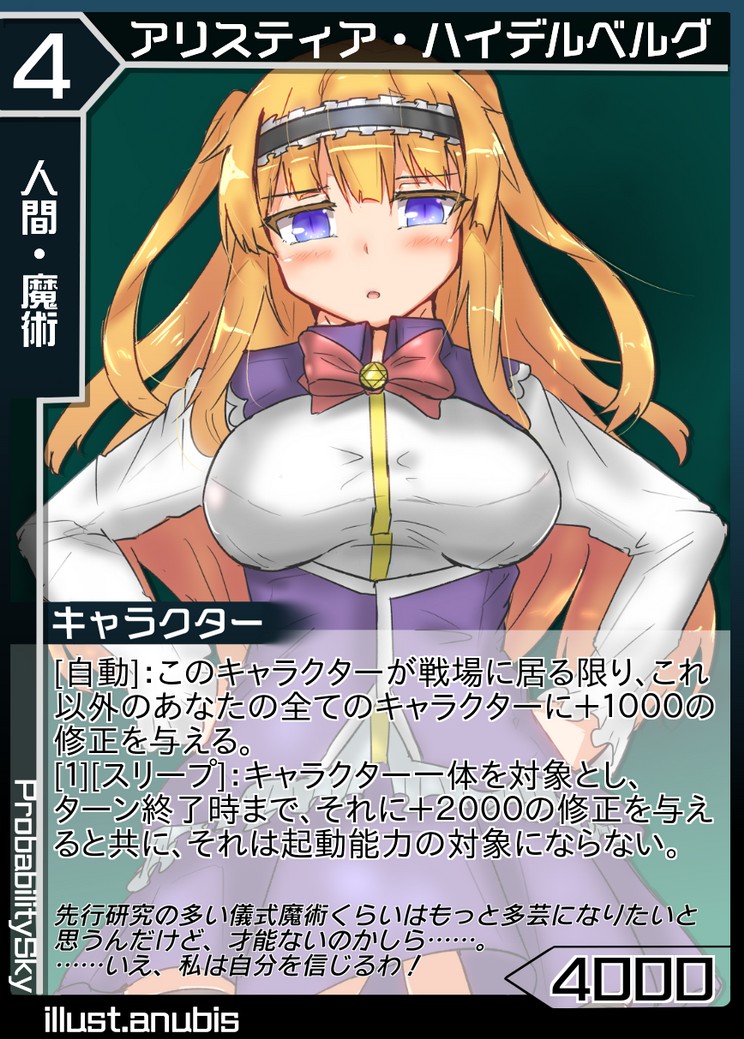 4
アリスティア・ハイデルベルグ
人間・魔術
キャラクター
[自動]:このキャラクターが戦場に居る限り、これ
以外のあなたの全てのキャラクターに＋1000の
修正を与える。
[1][スリープ]:キャラクター一体を対象とし、
ターン終了時まで、それに＋2000の修正を与え
ると共に、それは起動能力の対象にならない。
先行研究の多い儀式魔術くらいはもっと多芸になりたいと
思うんだけど、才能ないのかしら……。
……いえ、私は自分を信じるわ！
4000
ProbabilitySky
illust.anubis